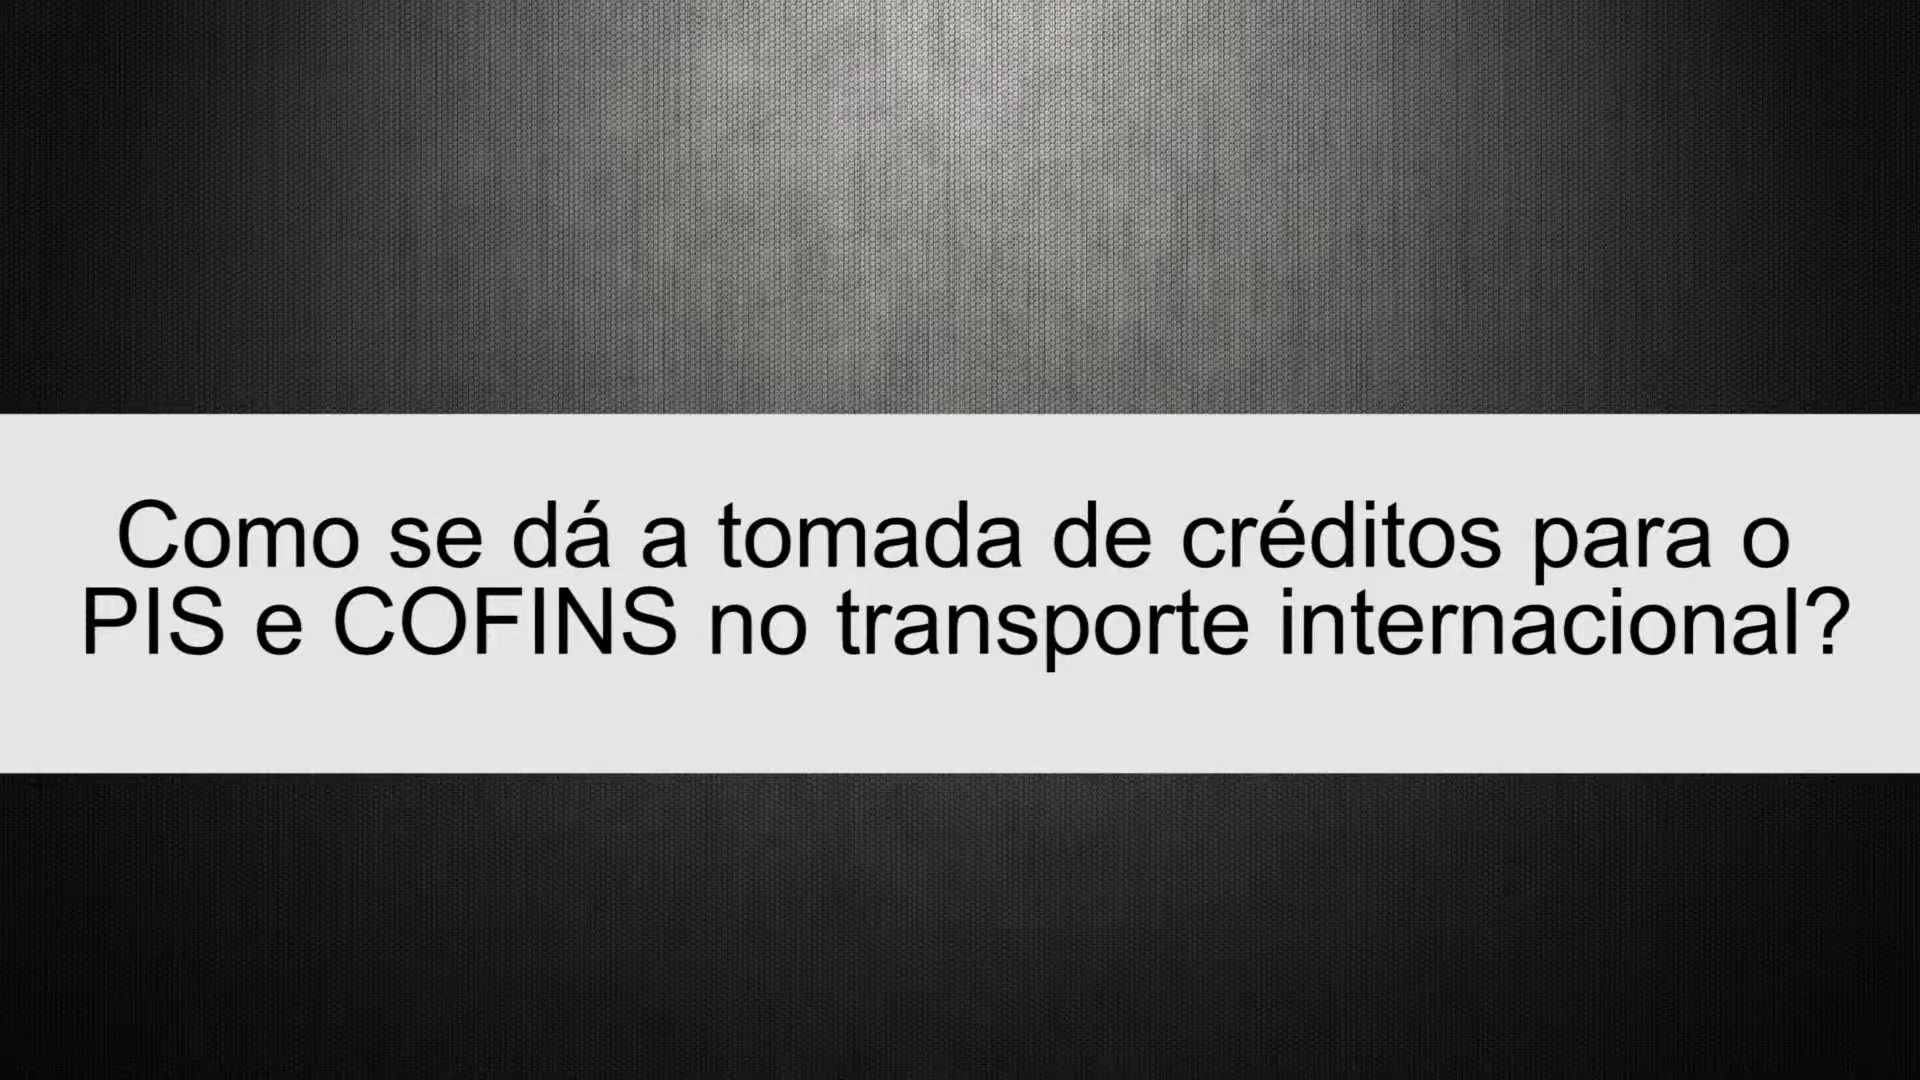 Como se dá a tomada de créditos para o
PIS e COFINS no transporte internacional?